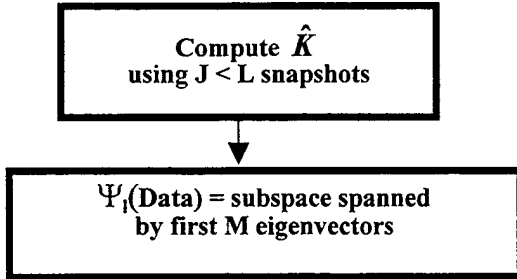 Compute K̂
using J < L snapshots
Ψ₁(Data) = subspace spanned
by first M eigenvectors